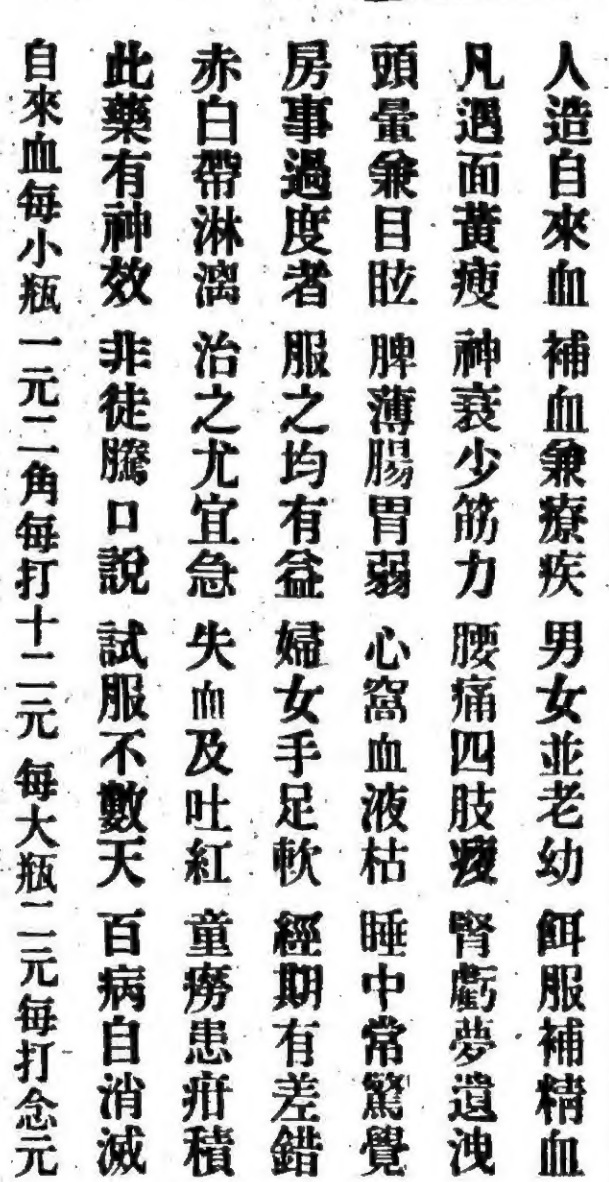 人造自來血 補血兼療疾 男女並老幼 餌服補精血
凡遇面黃瘦 神衰少筋力 腰痛四肢痠 腎虧夢遺洩
頭暈兼目眩 脾薄腸胃弱 心窩血液枯 睡中常驚覺
房事過度者 服之均有益 婦女手足軟 經期有差錯
赤白帶淋漓 治之尤宜急 失血及吐紅 童癆患疳積
此藥有神效 非徒騰口說 試服不數天 百病自消滅
自來血每小瓶一元二角每打十二元 每大瓶二元每打念元